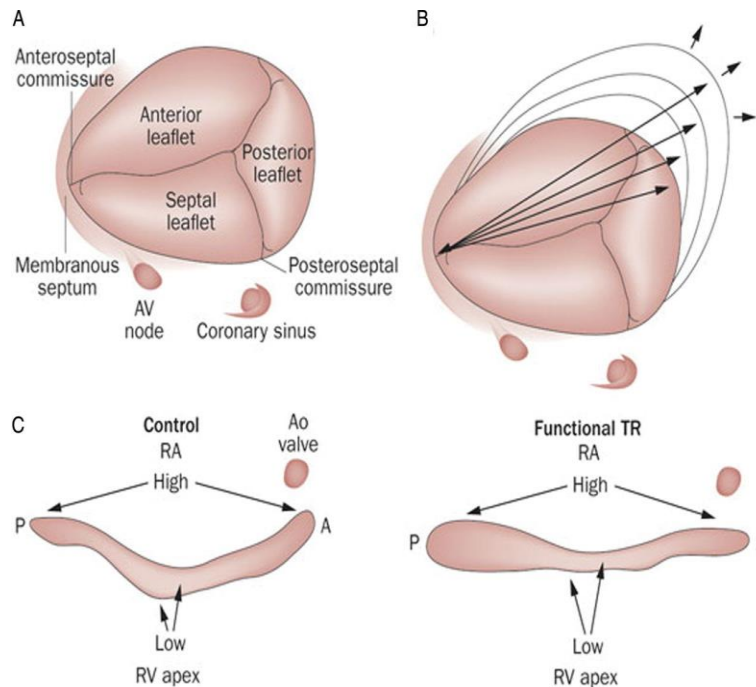 A
Anteroseptal
commissure
Anterior
leaflet
Posterior
leaflet
Septal
leaflet
Membranous
septum
AV
node
Coronary sinus
Posteroseptal
commissure
B
C
Control
RA
High
Ao
valve
P
A
Low
RV apex
Functional TR
RA
High
P
Low
RV apex